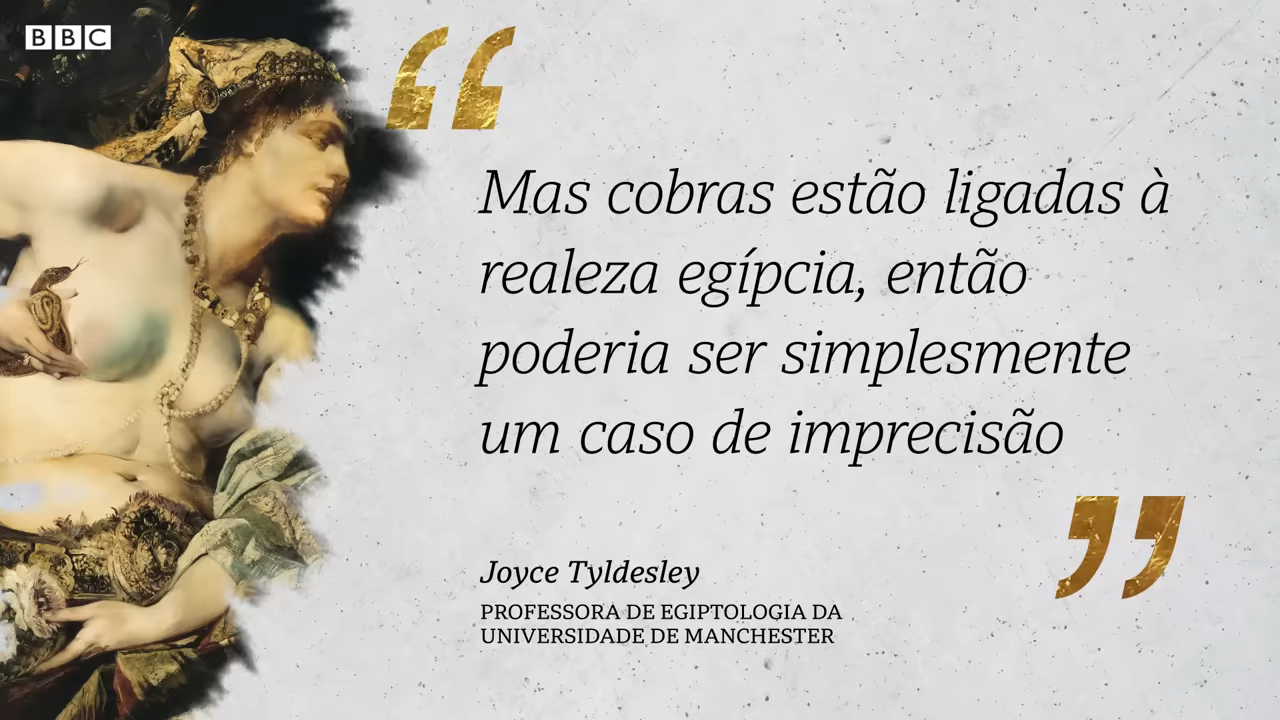 BBC
Mas cobras estão ligadas à
realeza egípcia, então
poderia ser simplesmente
um caso de imprecisão
Joyce Tyldesley
PROFESSORA DE EGIPTOLOGIA DA
UNIVERSIDADE DE MANCHESTER